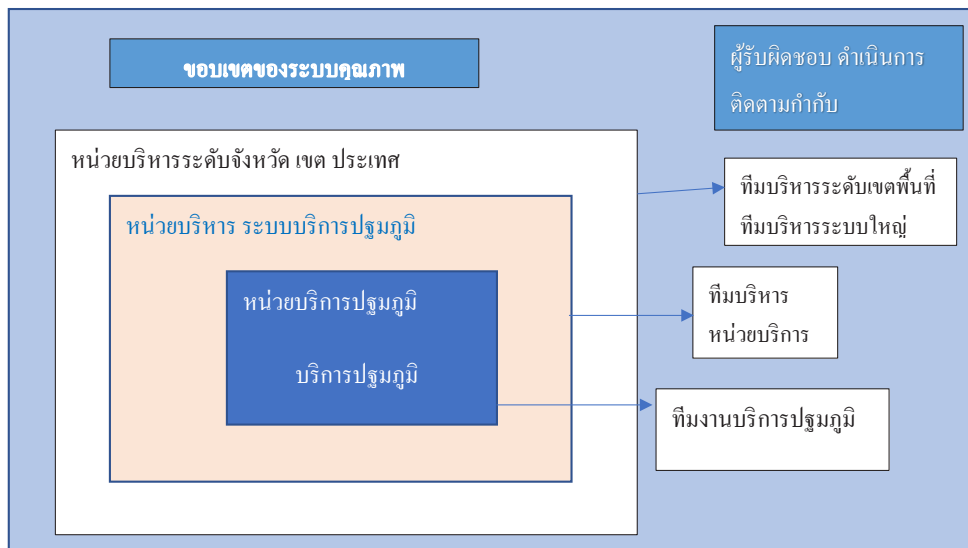 ขอบเขตของระบบคุณภาพ
ผู้รับผิดชอบ ดำเนินการ
ติดตามกำกับ
หน่วยบริหารระดับจังหวัด เขต ประเทศ
ทีมบริหารระดับเขตพื้นที่
ทีมบริหารระบบใหญ่
หน่วยบริหาร ระบบบริการปฐมภูมิ
หน่วยบริการปฐมภูมิ
ทีมบริหาร
หน่วยบริการ
บริการปฐมภูมิ
ทีมงานบริการปฐมภูมิ